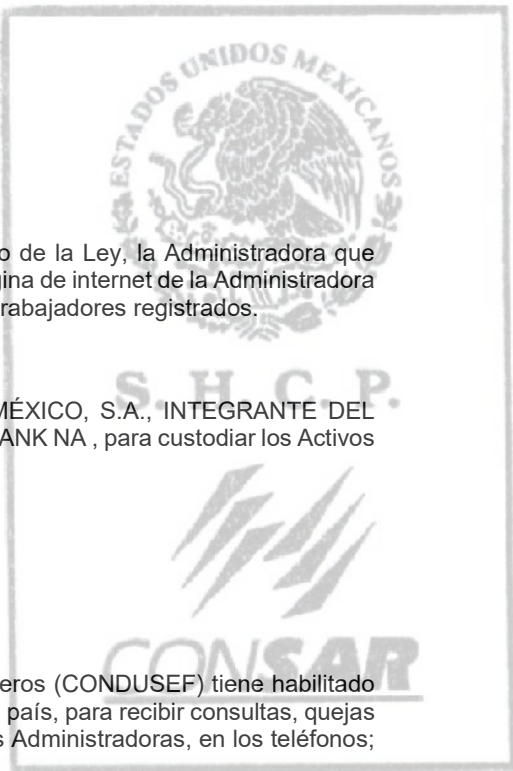 ESTADOS UNIDOS MEXICANOS
o de la Ley, la Administradora que
gina de internet de la Administradora
rabajadores registrados.
S. H. C. P.
MÉXICO, S.A., INTEGRANTE DEL
ANK NA , para custodiar los Activos
CONSAR
eros (CONDUSEF) tiene habilitado
país, para recibir consultas, quejas
s Administradoras, en los teléfonos;